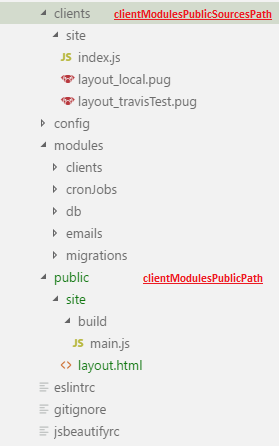 clients clientModulesPublicSourcesPath
site
JS index.js
layout_local.pug
layout_travisTest.pug
config
modules
clients
cronJobs
db
emails
migrations
public clientModulesPublicPath
site
build
JS main.js
<> layout.html
eslintrc
gitignore
jsbeautifyrc